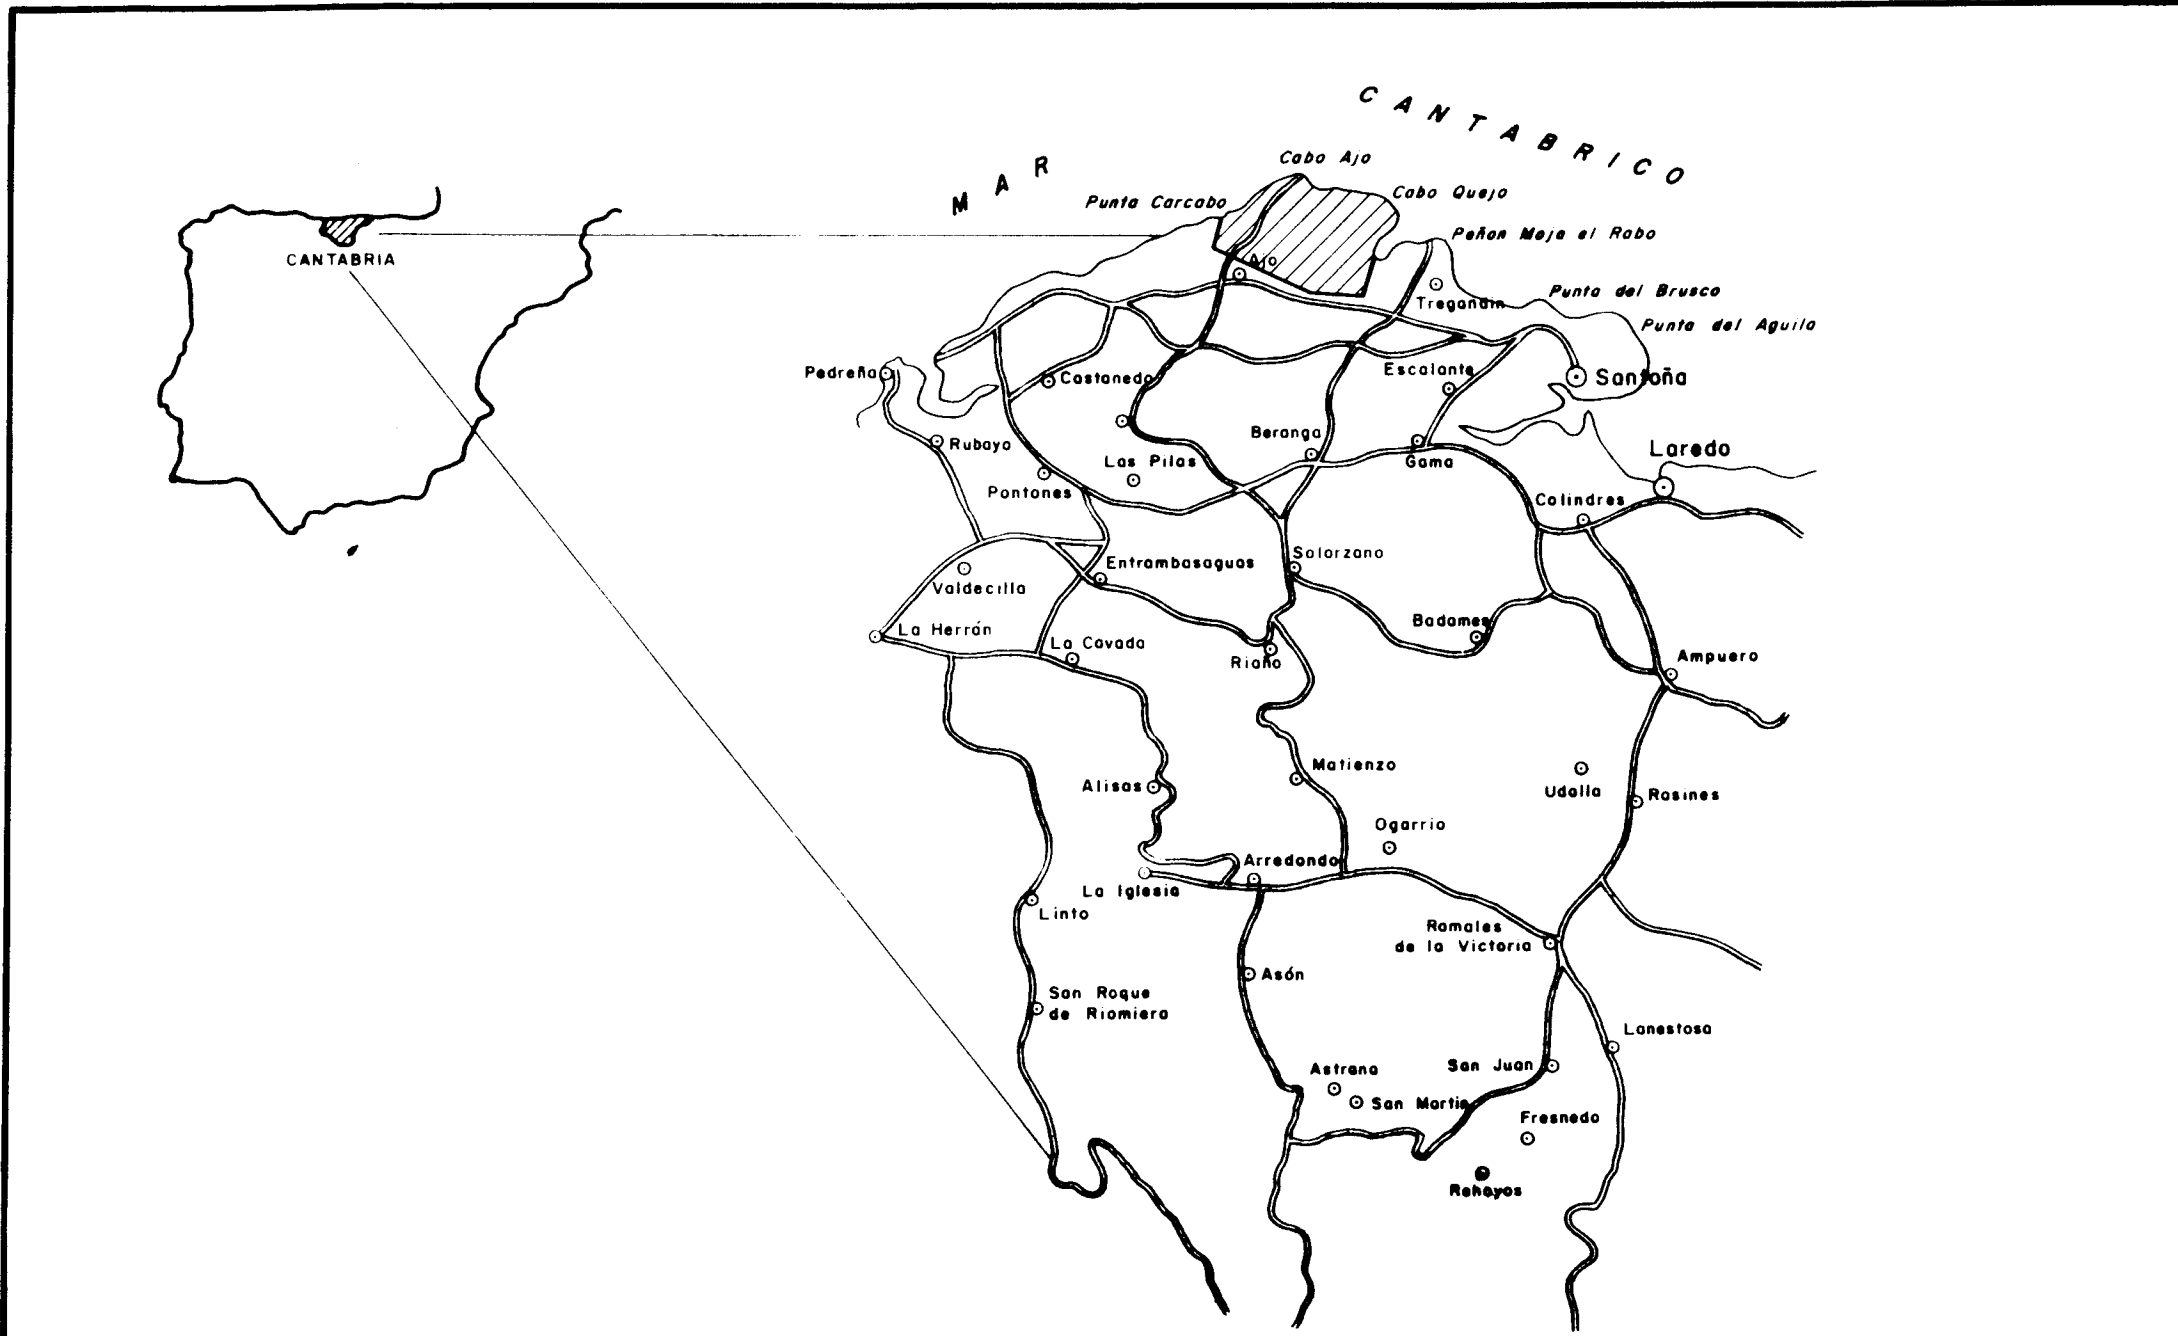 MAR CANTABRICO
Cabo Ajo
Cabo Quejo
Punta Carcabo
Peñon Meja el Rabo
CANTABRIA
Ajo
Punta del Brusco
Tregandin
Punta del Aguila
Pedreña
Castanedo
Escalante
Santoña
Rubayo
Beranga
Laredo
Las Pilas
Gama
Pontones
Colindres
Solorzano
Entrambasaguas
Valdecilla
Badames
La Herrán
La Cavada
Riaño
Ampuero
Matienzo
Alisas
Udalla
Rasines
Ogarrio
Arredondo
La Iglesia
Linto
Ramales
de la Victoria
Asón
San Roque
de Riomiera
Lanestosa
Astrana
San Juan
San Martin
Fresnedo
Rehoyos